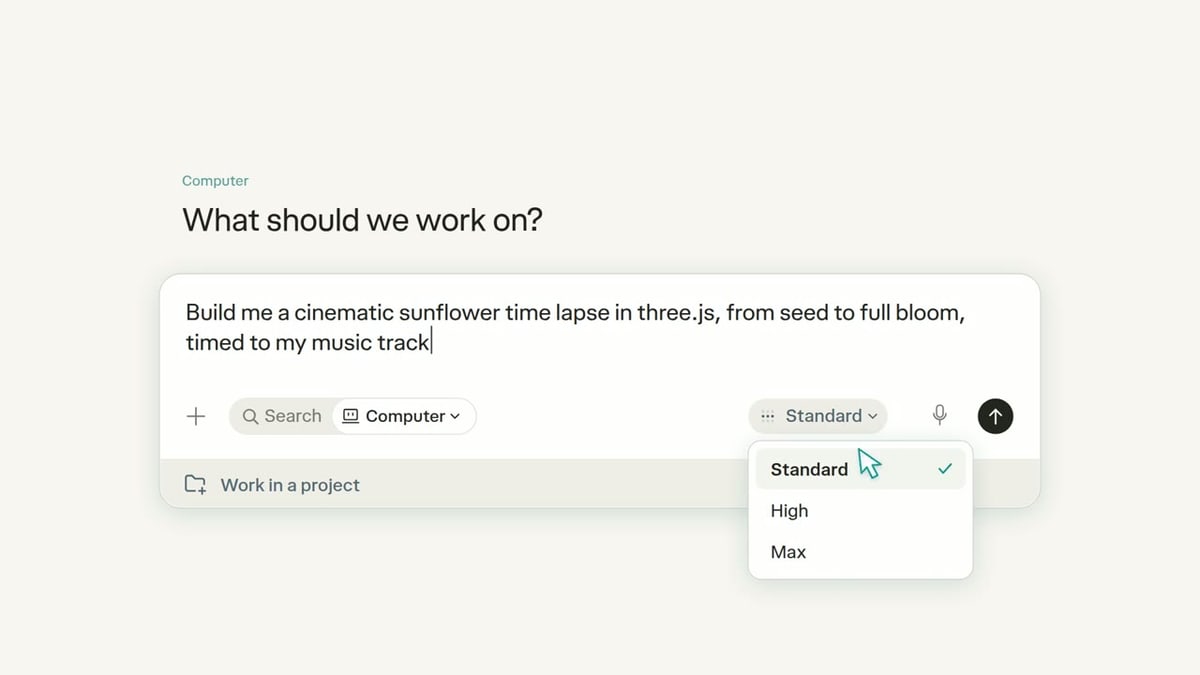 Computer
What should we work on?
Build me a cinematic sunflower time lapse in three.js, from seed to full bloom,
timed to my music track
Search
Computer
Standard
Work in a project
Standard
High
Max